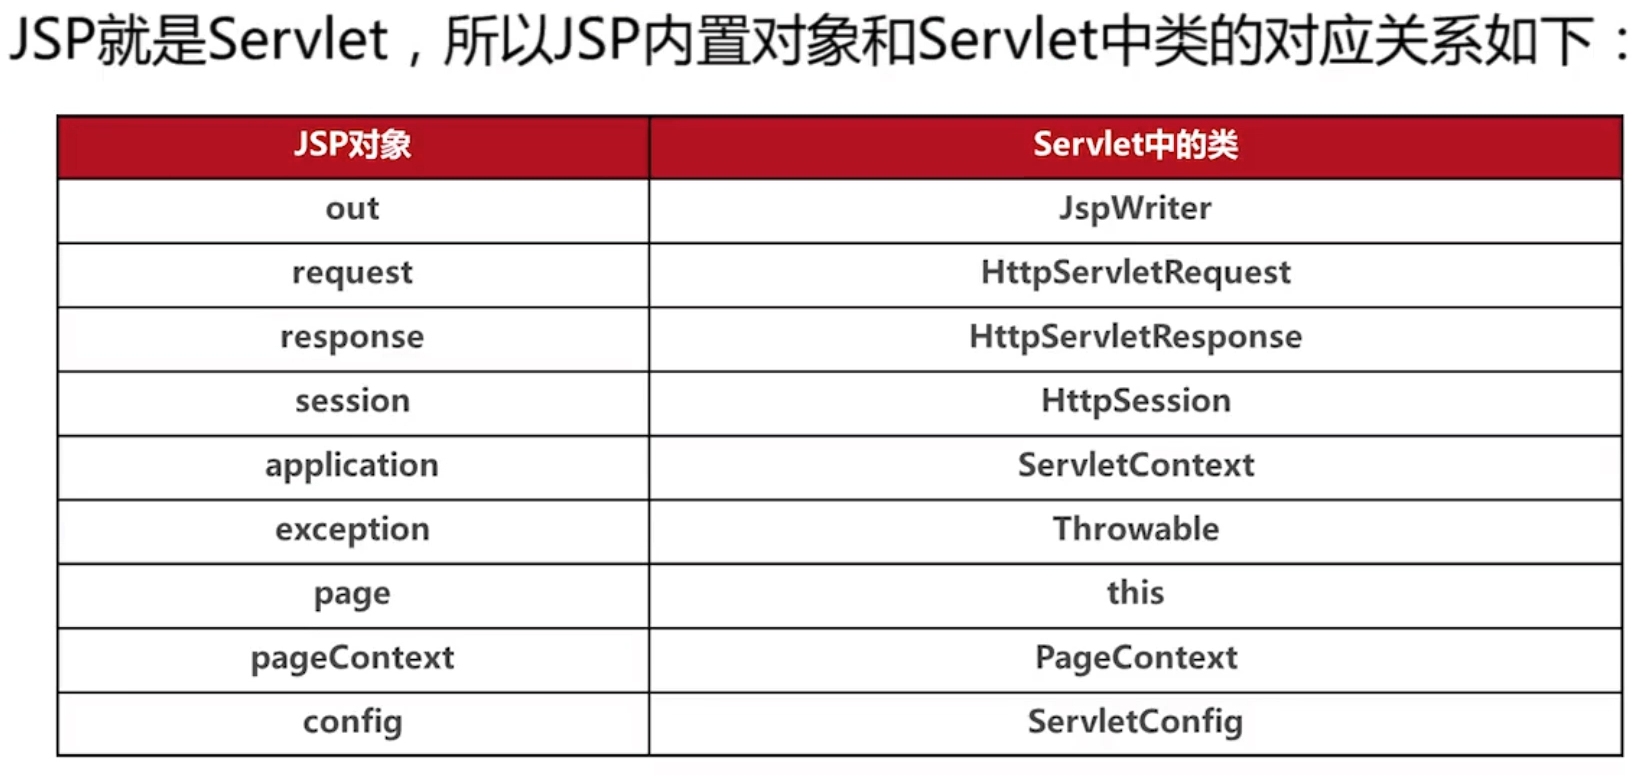 JSP就是Servlet，所以JSP内置对象和Servlet中类的对应关系如下：
JSP对象 Servlet中的类
out JspWriter
request HttpServletRequest
response HttpServletResponse
session HttpSession
application ServletContext
exception Throwable
page this
pageContext PageContext
config ServletConfig